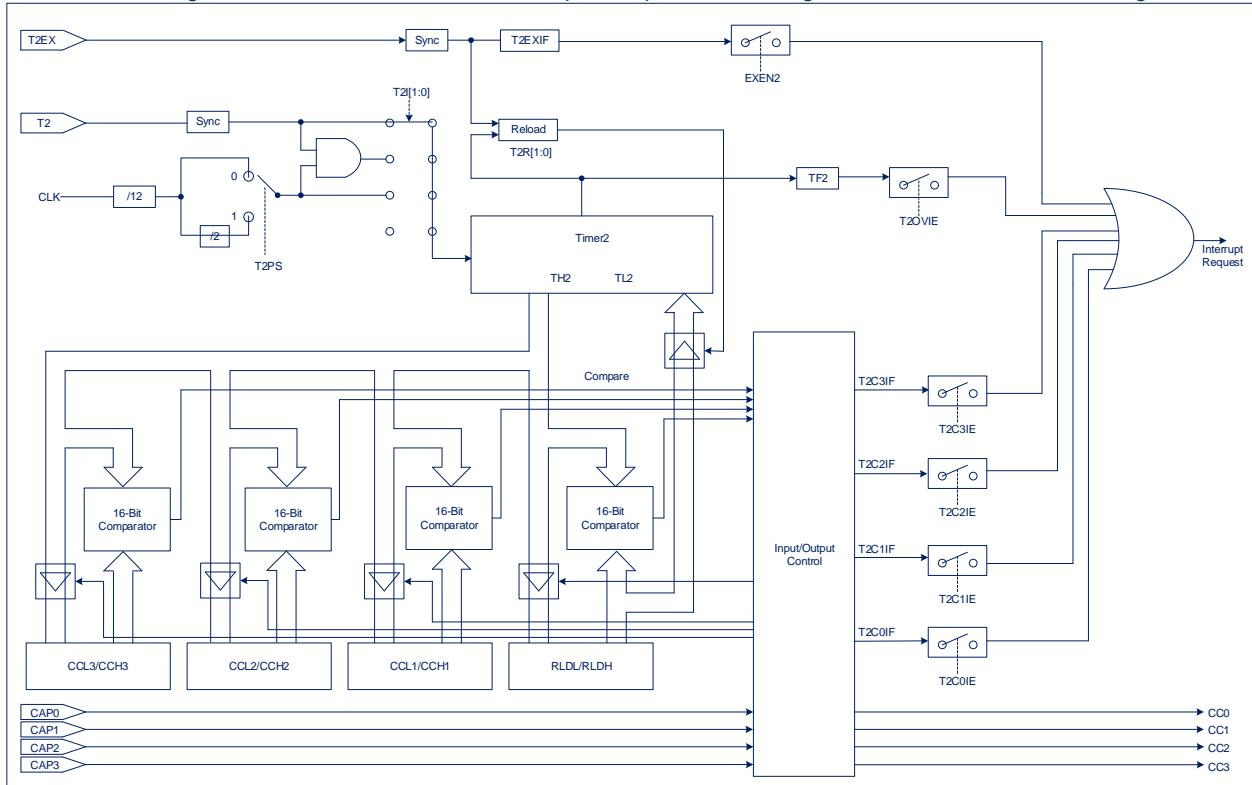 T2EX
Sync
T2EXIF
EXEN2
T2I[1:0]
T2
Sync
Reload
T2R[1:0]
0
CLK
/12
TF2
T2OVIE
1
/2
T2PS
Timer2
TH2
TL2
Interrupt
Request
Compare
T2C3IF
T2C3IE
T2C2IF
T2C2IE
16-Bit
Comparator
16-Bit
Comparator
16-Bit
Comparator
16-Bit
Comparator
Input/Output
Control
T2C1IF
T2C1IE
T2C0IF
T2C0IE
CCL3/CCH3
CCL2/CCH2
CCL1/CCH1
RLDL/RLDH
CAP0
CC0
CAP1
CC1
CAP2
CC2
CAP3
CC3